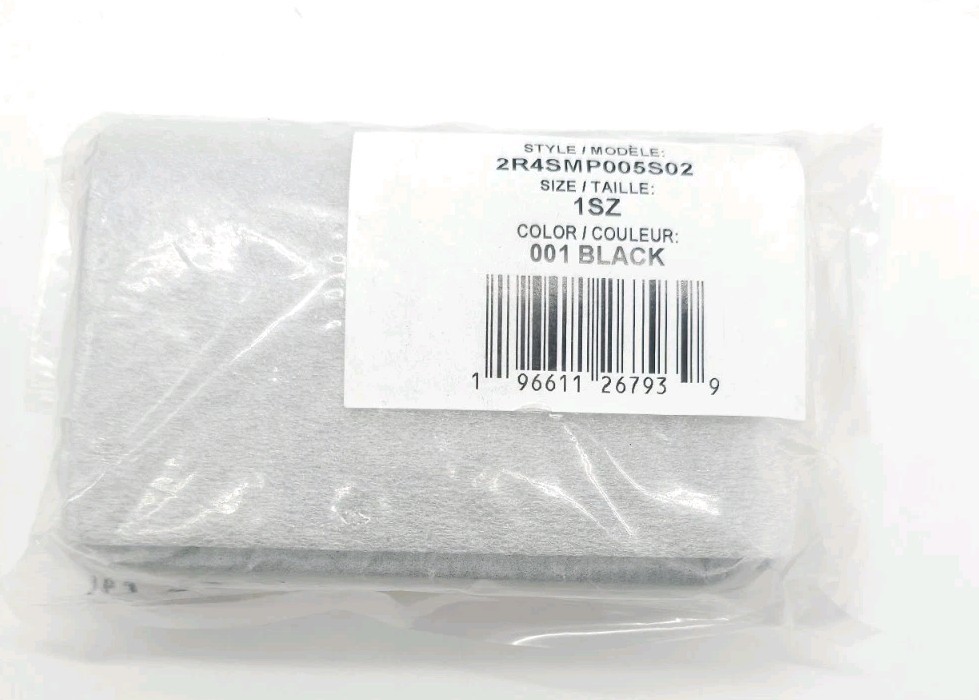 STYLE / MODÈLE:
2R4SMP005S02
SIZE / TAILLE:
1SZ
COLOR / COULEUR:
001 BLACK
1 96611 26793 9